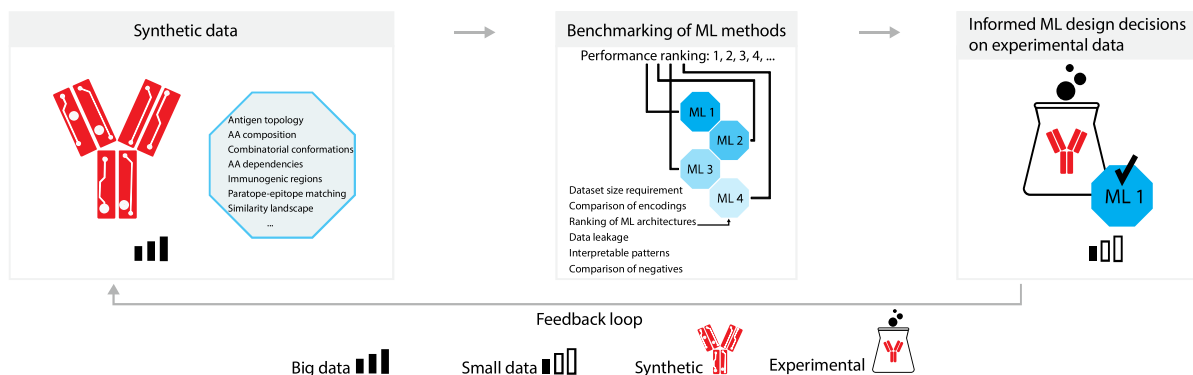 Synthetic data
Antigen topology
AA composition
Combinatorial conformations
AA dependencies
Immunogenic regions
Paratope-epitope matching
Similarity landscape
...
Benchmarking of ML methods
Performance ranking: 1, 2, 3, 4, ...
ML 1
ML 2
ML 3
ML 4
Dataset size requirement
Comparison of encodings
Ranking of ML architectures
Data leakage
Interpretable patterns
Comparison of negatives
Informed ML design decisions
on experimental data
ML 1
Feedback loop
Big data
Small data
Synthetic
Experimental